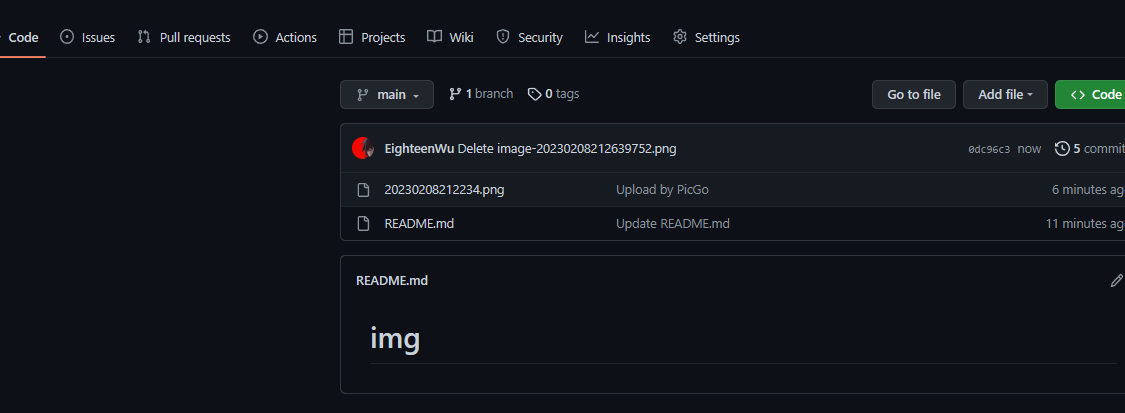 Code Issues Pull requests Actions Projects Wiki Security Insights Settings
main 1 branch 0 tags Go to file Add file Code
EighteenWu Delete image-20230208212639752.png 0dc96c3 now 5 commit
20230208212234.png Upload by PicGo 6 minutes ag
README.md Update README.md 11 minutes ag
README.md
img